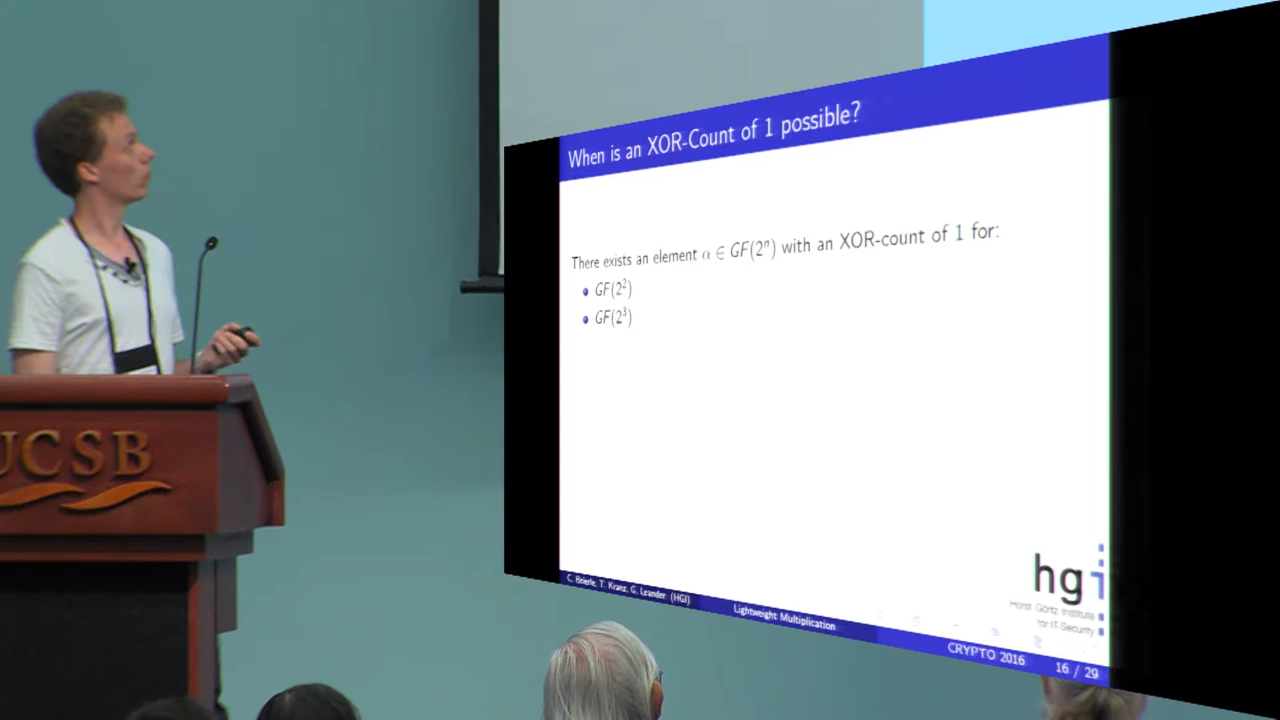 When is an XOR-Count of 1 possible?
There exists an element α ∈ GF(2ⁿ) with an XOR-count of 1 for:
GF(2²)
GF(2³)
hgi
Horst Görtz Institute
for IT-Security
C. Beierle, T. Kranz, G. Leander (HGI)
Lightweight Multiplication
CRYPTO 2016
16 / 29
UCSB